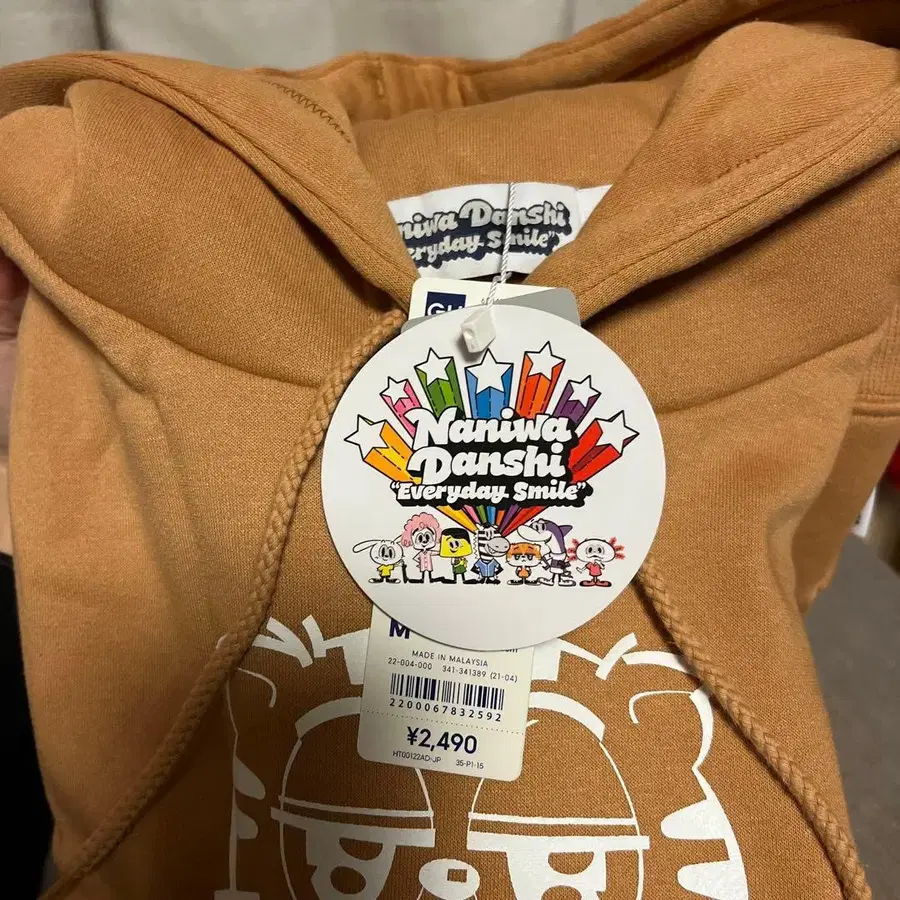 Naniwa Danshi
"Everyday Smile"
GU
Naniwa
Danshi
"Everyday Smile"
M
MADE IN MALAYSIA
22-004-000 341-341389 (21-04)
2200067832592
¥2,490
HT00122AD-JP 35-P1-15